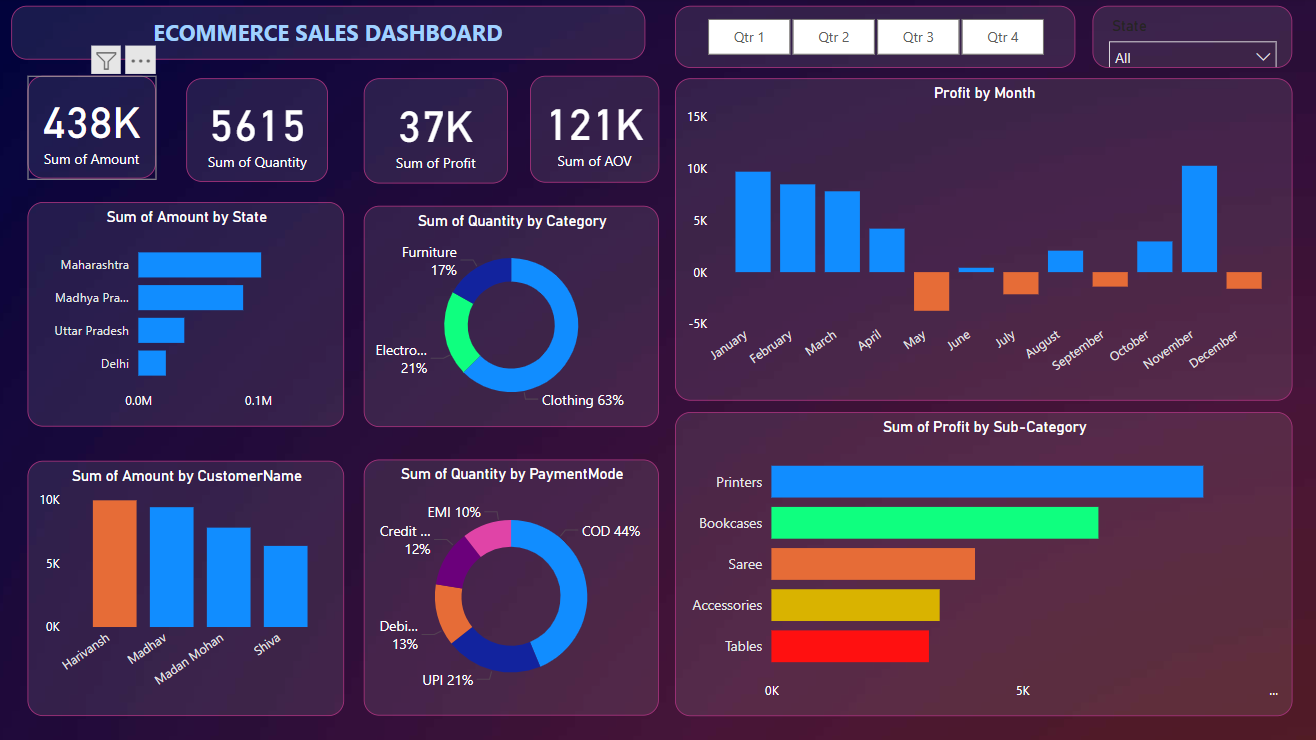 ECOMMERCE SALES DASHBOARD
Qtr 1
Qtr 2
Qtr 3
Qtr 4
State
All
438K
Sum of Amount
5615
Sum of Quantity
37K
Sum of Profit
121K
Sum of AOV
Profit by Month
15K
10K
5K
0K
-5K
January
February
March
April
May
June
July
August
September
October
November
December
Sum of Amount by State
Maharashtra
Madhya Pra...
Uttar Pradesh
Delhi
0.0M
0.1M
Sum of Quantity by Category
Furniture
17%
Electro...
21%
Clothing 63%
Sum of Amount by CustomerName
10K
5K
0K
Harivansh
Madhav
Madan Mohan
Shiva
Sum of Quantity by PaymentMode
EMI 10%
COD 44%
Credit ...
12%
Debi...
13%
UPI 21%
Sum of Profit by Sub-Category
Printers
Bookcases
Saree
Accessories
Tables
0K
5K
...